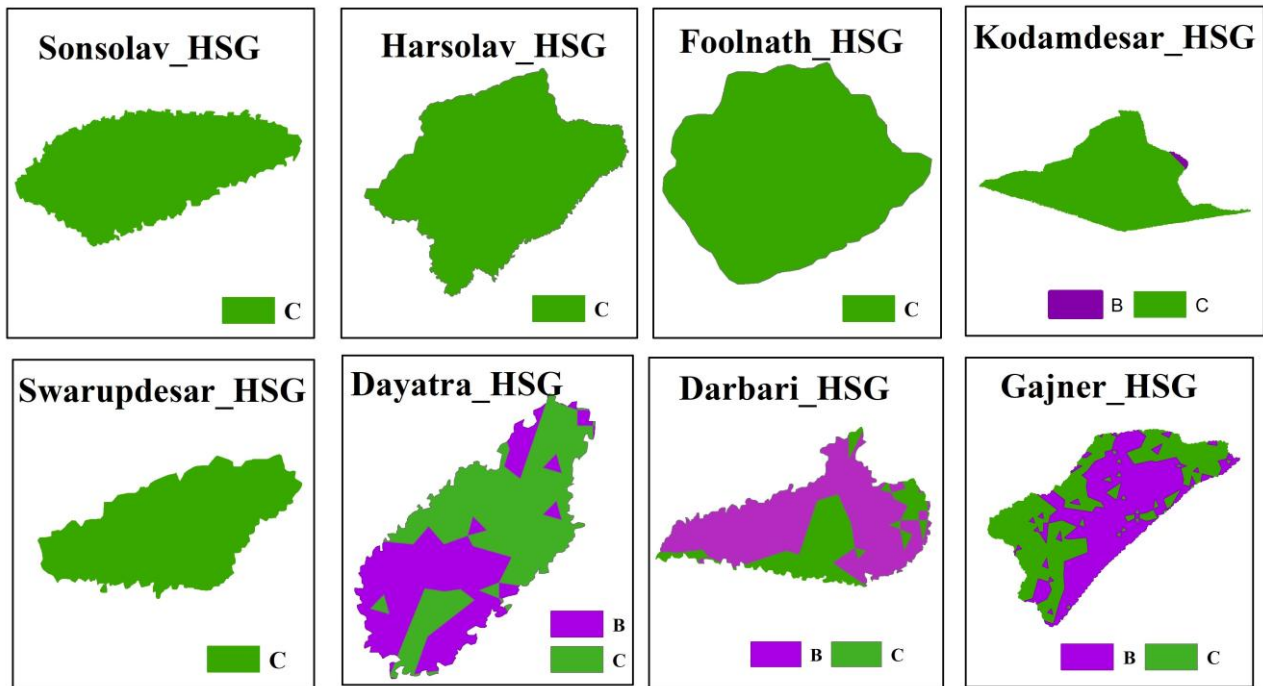 Sonsolav_HSG
C
Harsolav_HSG
C
Foolnath_HSG
C
Kodamdesar_HSG
B C
Swarupdesar_HSG
C
Dayatra_HSG
B
C
Darbari_HSG
B C
Gajner_HSG
B C